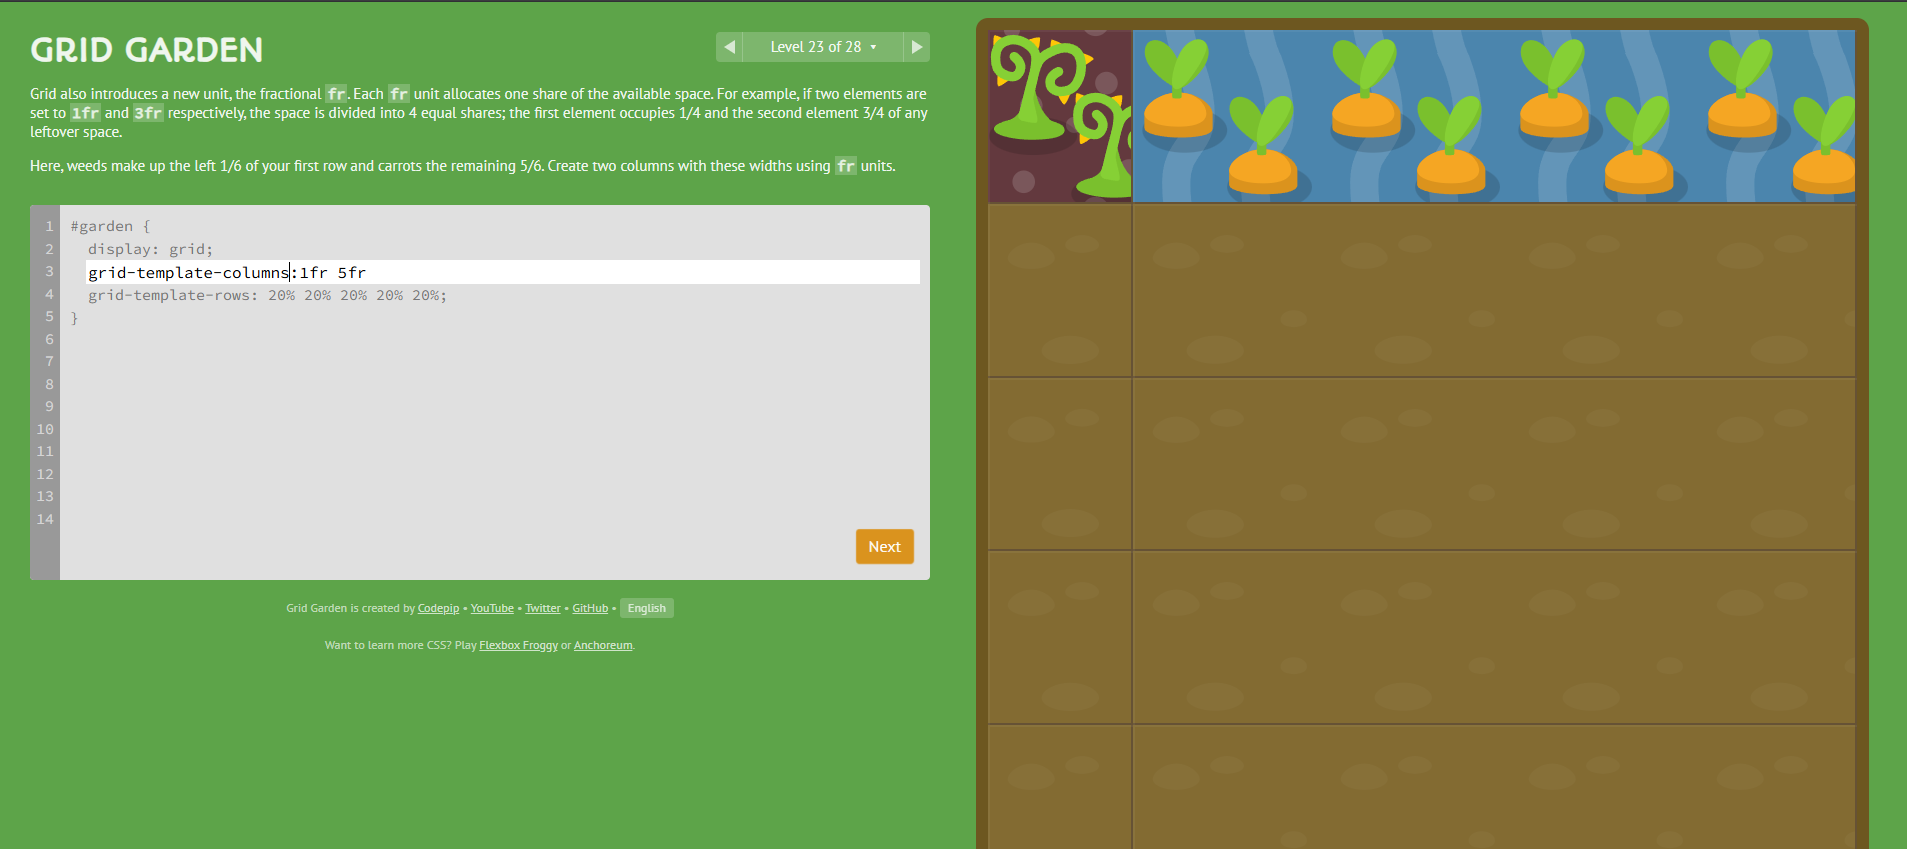 GRID GARDEN
◀ Level 23 of 28 ▾ ▶
Grid also introduces a new unit, the fractional fr. Each fr unit allocates one share of the available space. For example, if two elements are
set to 1fr and 3fr respectively, the space is divided into 4 equal shares; the first element occupies 1/4 and the second element 3/4 of any
leftover space.
Here, weeds make up the left 1/6 of your first row and carrots the remaining 5/6. Create two columns with these widths using fr units.
1 #garden {
2 display: grid;
3 grid-template-columns:1fr 5fr
4 grid-template-rows: 20% 20% 20% 20% 20%;
5 }
6
7
8
9
10
11
12
13
14
Next
Grid Garden is created by Codepip • YouTube • Twitter • GitHub • English
Want to learn more CSS? Play Flexbox Froggy or Anchoreum.